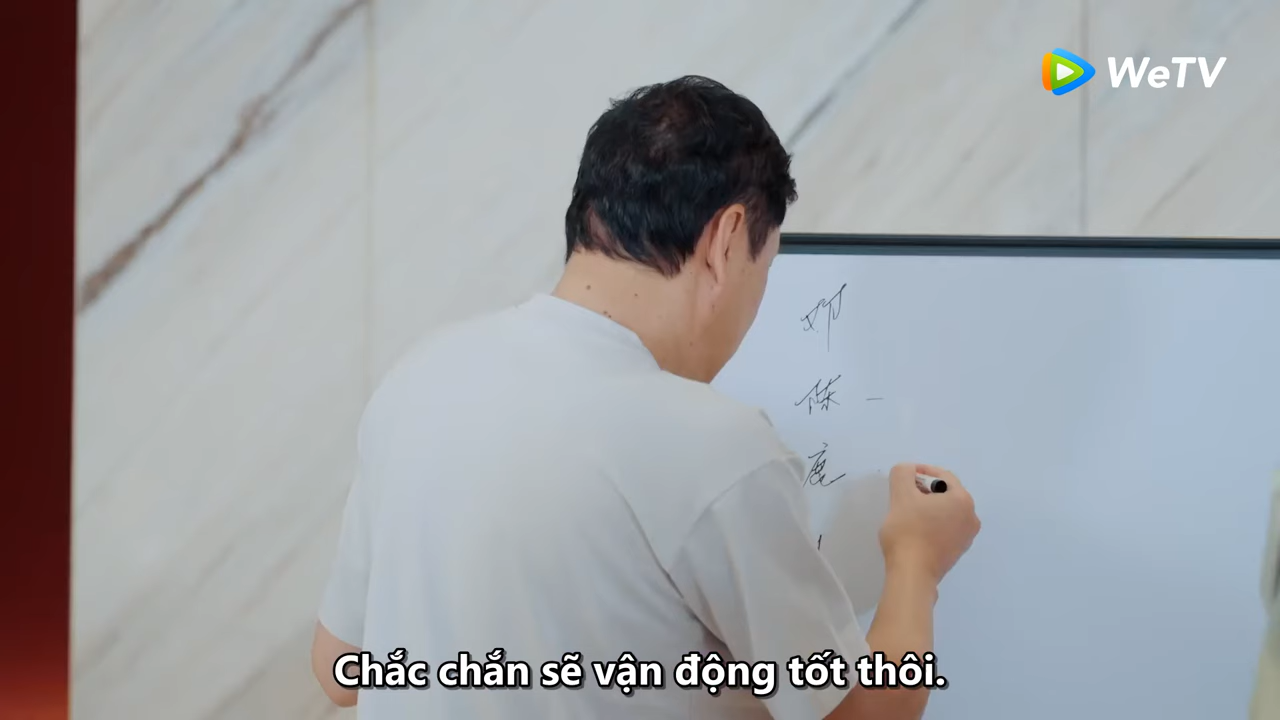 WeTV
邓
陈
鹿
Chắc chắn sẽ vận động tốt thôi.